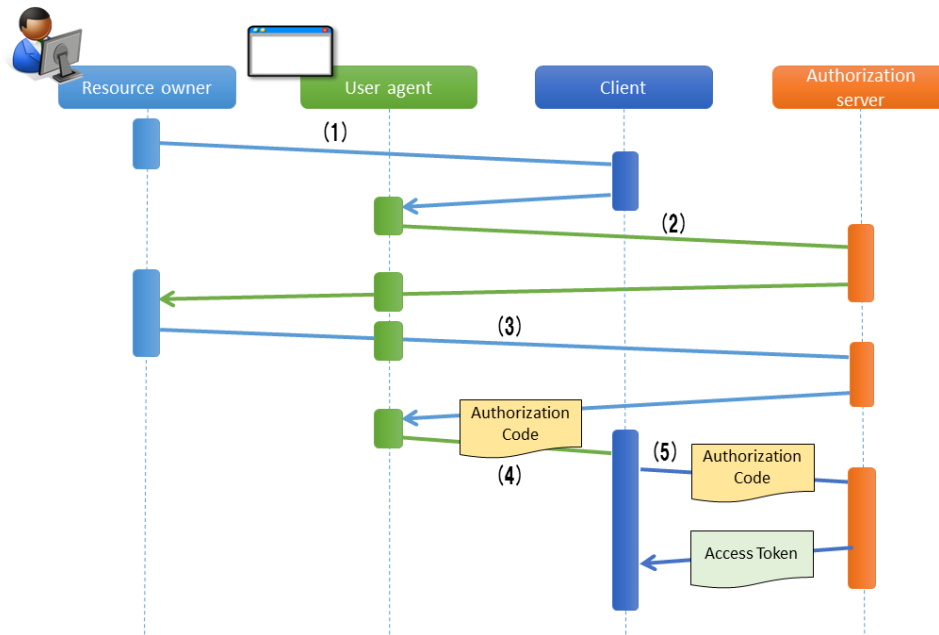 Resource owner
User agent
Client
Authorization
server
(1)
(2)
(3)
Authorization
Code
(4)
(5)
Authorization
Code
Access Token